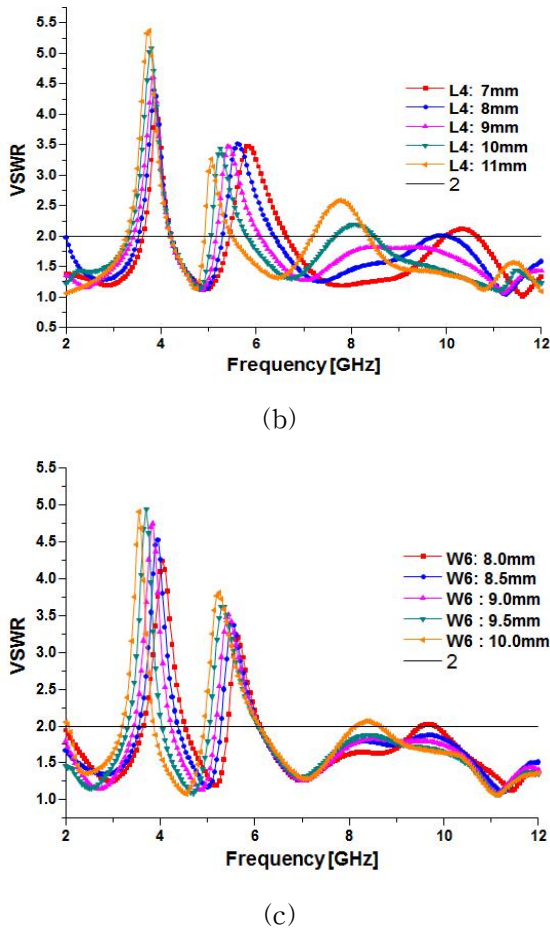 5.5
5.0
4.5
4.0
3.5
3.0
2.5
2.0
1.5
1.0
0.5
VSWR
L4: 7mm
L4: 8mm
L4: 9mm
L4: 10mm
L4: 11mm
2
2 4 6 8 10 12
Frequency [GHz]
(b)
5.5
5.0
4.5
4.0
3.5
3.0
2.5
2.0
1.5
1.0
VSWR
W6: 8.0mm
W6: 8.5mm
W6 : 9.0mm
W6 : 9.5mm
W6 : 10.0mm
2
2 4 6 8 10 12
Frequency [GHz]
(c)